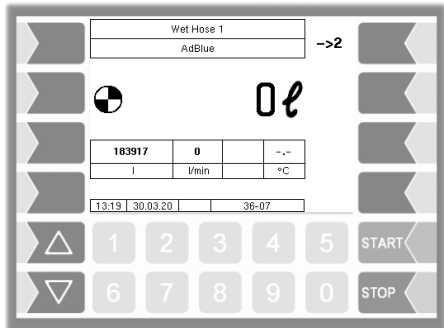 Wet Hose 1
AdBlue ->2
0 ℓ
183917 0 -.-
l l/min °C
13:19 30.03.20 36-07
1 2 3 4 5 START
6 7 8 9 0 STOP